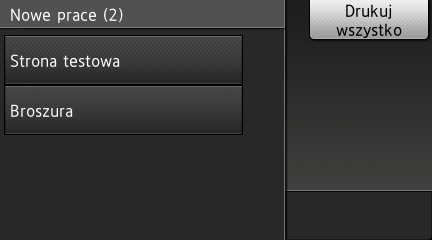 Nowe prace (2)
Drukuj
wszystko
Strona testowa
Broszura